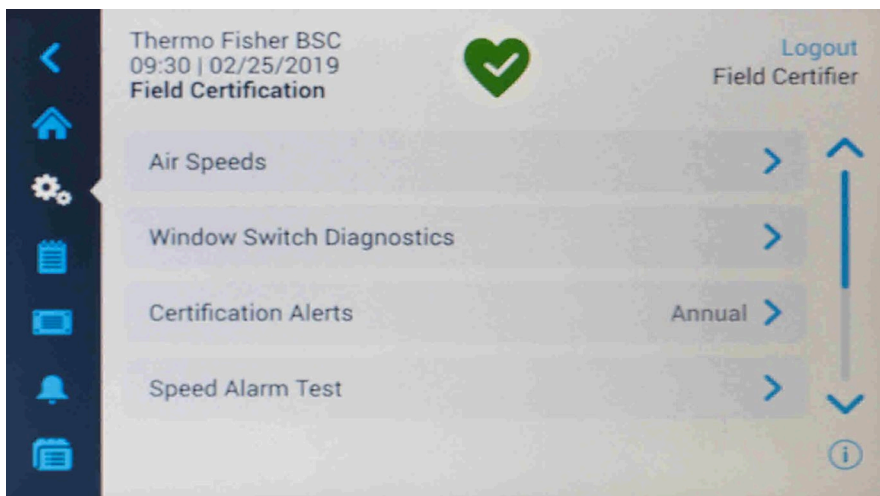 Thermo Fisher BSC
09:30 | 02/25/2019
Field Certification
Logout
Field Certifier
Air Speeds
Window Switch Diagnostics
Certification Alerts Annual
Speed Alarm Test
i